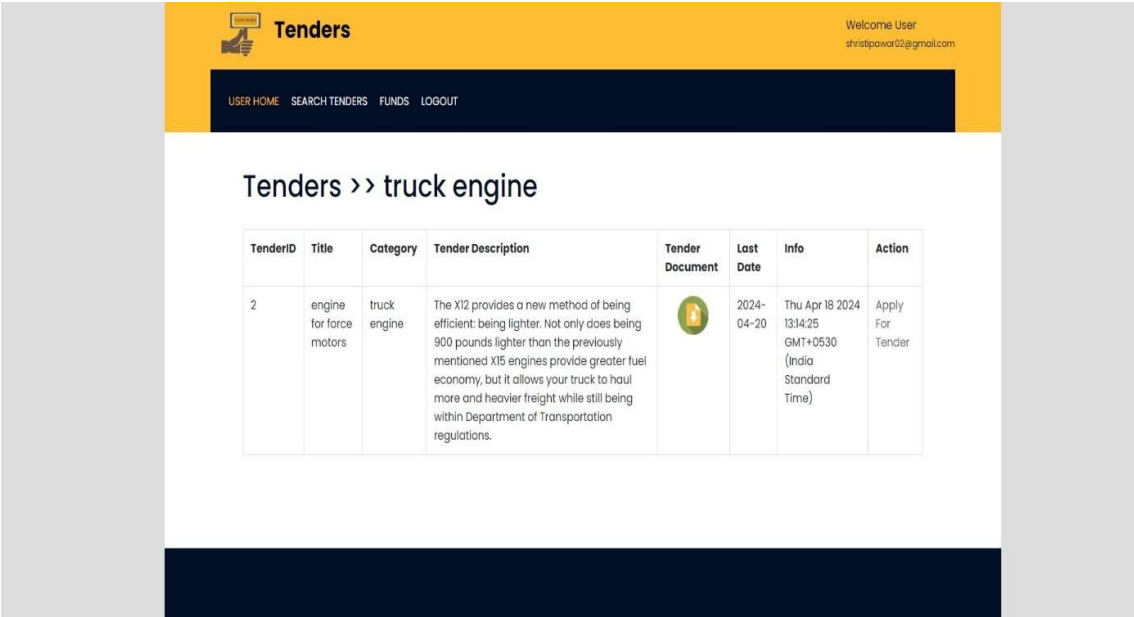 Tenders
Welcome User
shristipawar02@gmail.com
USER HOME SEARCH TENDERS FUNDS LOGOUT
Tenders >> truck engine
TenderID Title Category Tender Description Tender Document Last Date Info Action
2
engine
for force
motors
truck
engine
The X12 provides a new method of being
efficient: being lighter. Not only does being
900 pounds lighter than the previously
mentioned X15 engines provide greater fuel
economy, but it allows your truck to haul
more and heavier freight while still being
within Department of Transportation
regulations.
2024-
04-20
Thu Apr 18 2024
13:14:25
GMT+0530
(India
Standard
Time)
Apply
For
Tender